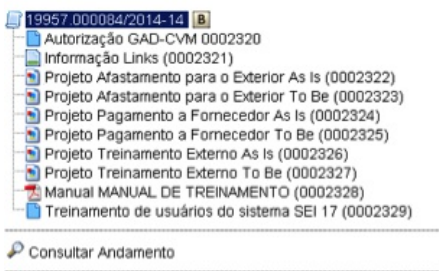 19957.000084/2014-14 B
Autorização GAD-CVM 0002320
Informação Links (0002321)
Projeto Afastamento para o Exterior As Is (0002322)
Projeto Afastamento para o Exterior To Be (0002323)
Projeto Pagamento a Fornecedor As Is (0002324)
Projeto Pagamento a Fornecedor To Be (0002325)
Projeto Treinamento Externo As Is (0002326)
Projeto Treinamento Externo To Be (0002327)
Manual MANUAL DE TREINAMENTO (0002328)
Treinamento de usuários do sistema SEI 17 (0002329)
Consultar Andamento